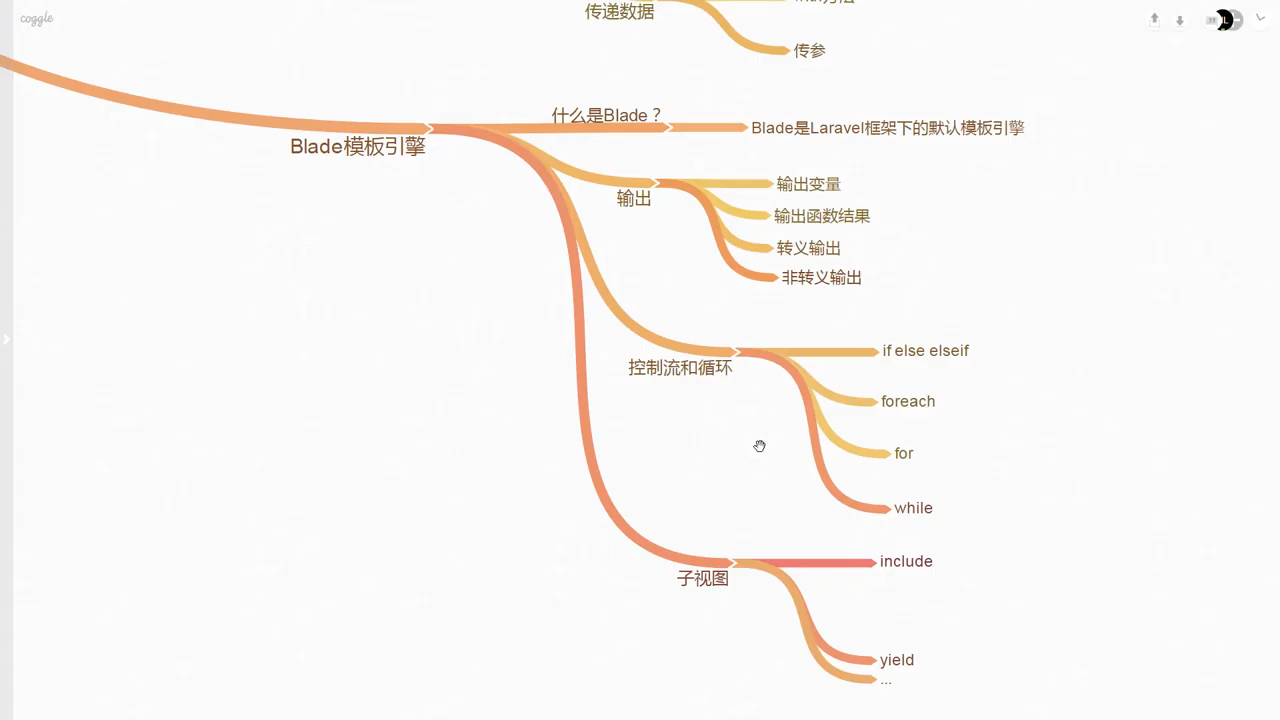 coggle
传递数据
传参
什么是Blade？
Blade是Laravel框架下的默认模板引擎
Blade模板引擎
输出
输出变量
输出函数结果
转义输出
非转义输出
控制流和循环
if else elseif
foreach
for
while
子视图
include
yield
...